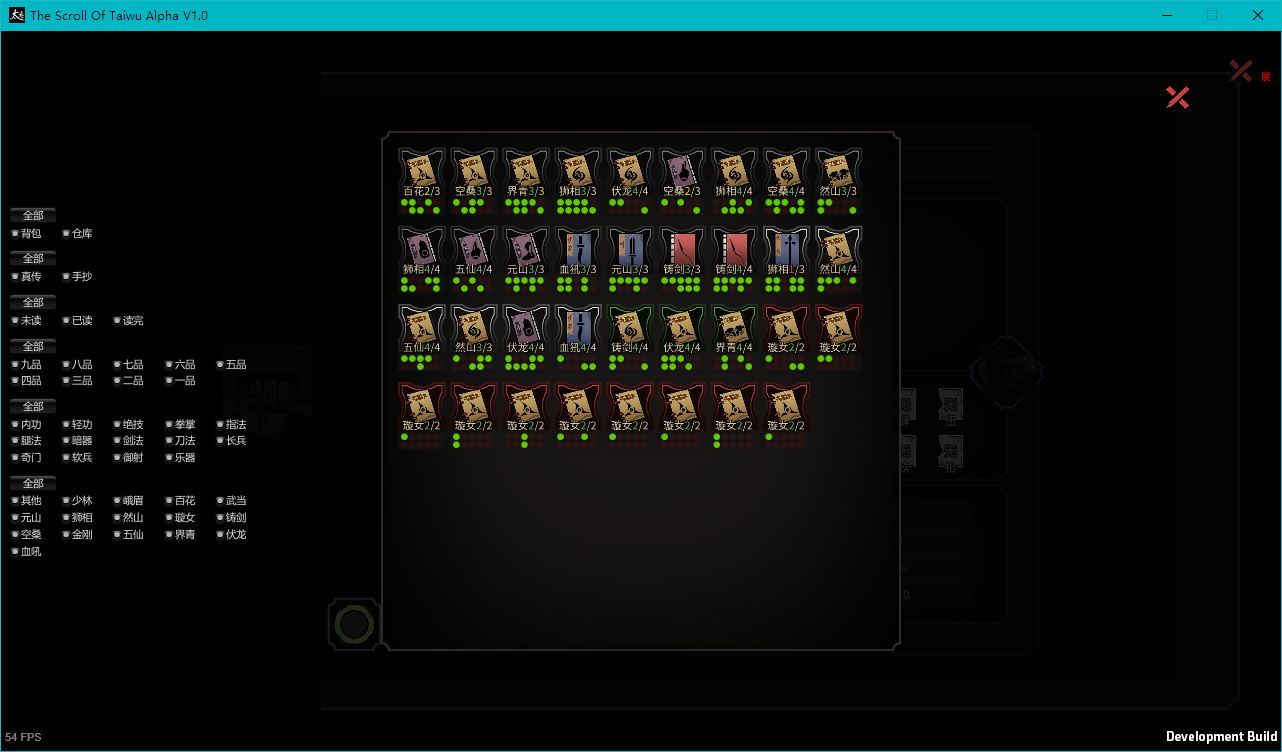 The Scroll Of Taiwu Alpha V1.0
展
百花2/3 空桑3/3 界青3/3 狮相3/3 伏龙4/4 空桑2/3 狮相4/4 空桑4/4 然山3/3
狮相4/4 五仙4/4 元山3/3 血犼3/3 元山3/3 铸剑3/3 铸剑4/4 狮相1/3 然山4/4
五仙4/4 然山3/3 伏龙4/4 血犼4/4 铸剑4/4 伏龙4/4 界青4/4 璇女2/2 璇女2/2
璇女2/2 璇女2/2 璇女2/2 璇女2/2 璇女2/2 璇女2/2 璇女2/2 璇女2/2
全部
背包 仓库
全部
真传 手抄
全部
未读 已读 读完
全部
九品 八品 七品 六品 五品
四品 三品 二品 一品
全部
内功 轻功 绝技 拳掌 指法
腿法 暗器 剑法 刀法 长兵
奇门 软兵 御射 乐器
全部
其他 少林 峨眉 百花 武当
元山 狮相 然山 璇女 铸剑
空桑 金刚 五仙 界青 伏龙
血吼
54 FPS
Development Build